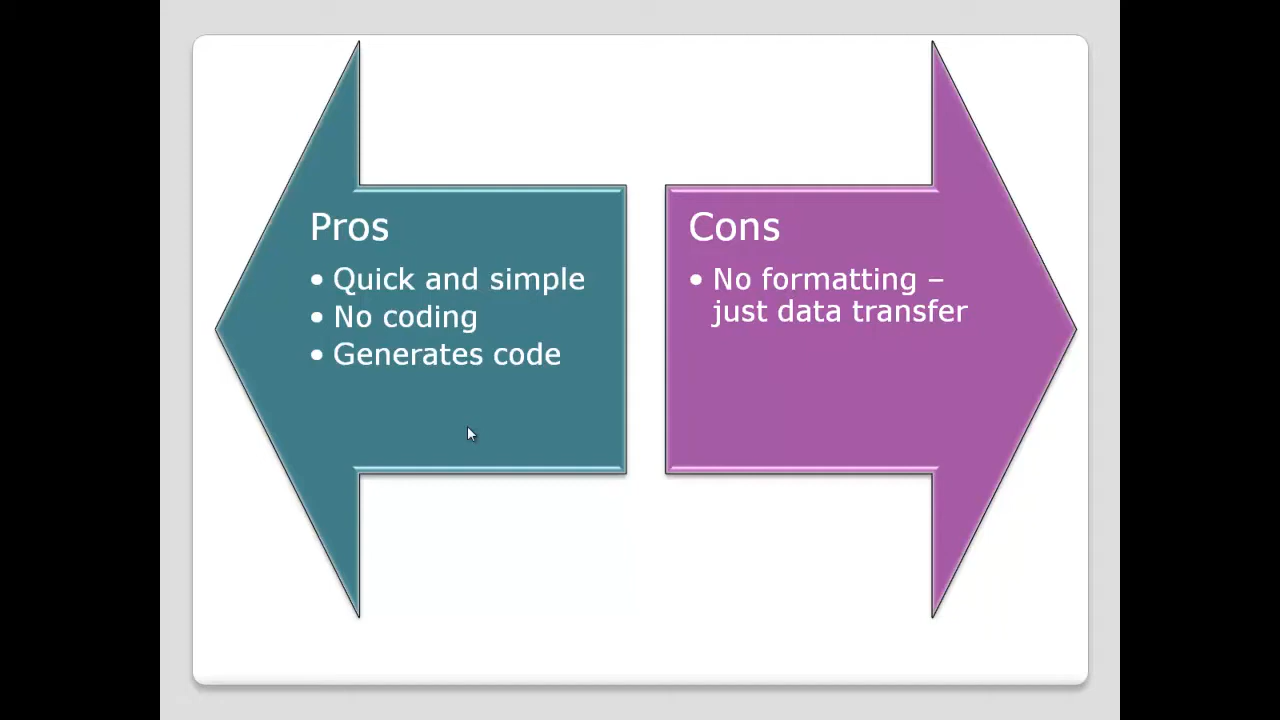 Pros
• Quick and simple
• No coding
• Generates code
Cons
• No formatting –
just data transfer